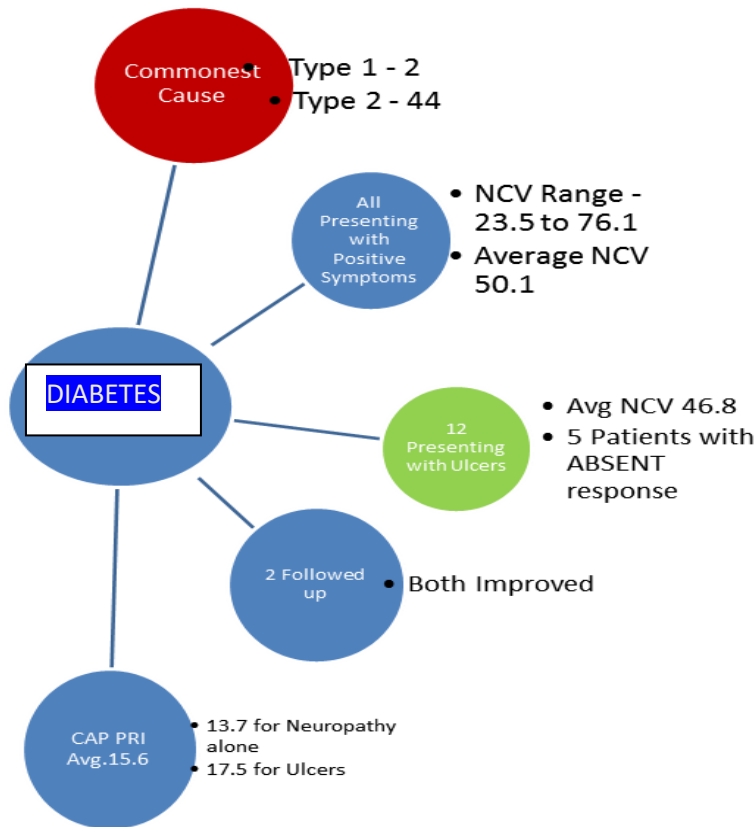 Commonest
Cause
• Type 1 - 2
• Type 2 - 44
All
Presenting
with
Positive
Symptoms
• NCV Range -
23.5 to 76.1
• Average NCV
50.1
DIABETES
12
Presenting
with Ulcers
• Avg NCV 46.8
• 5 Patients with
ABSENT
response
2 Followed
up
• Both Improved
CAP PRI
Avg.15.6
• 13.7 for Neuropathy
alone
• 17.5 for Ulcers